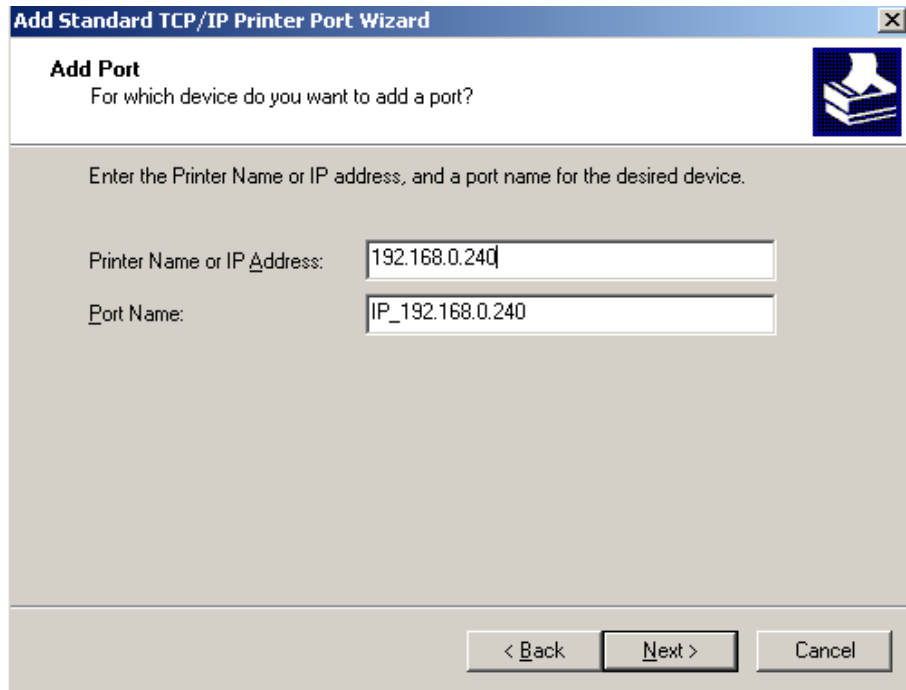 Add Standard TCP/IP Printer Port Wizard
Add Port
For which device do you want to add a port?
Enter the Printer Name or IP address, and a port name for the desired device.
Printer Name or IP Address: 192.168.0.240
Port Name: IP_192.168.0.240
< Back Next > Cancel